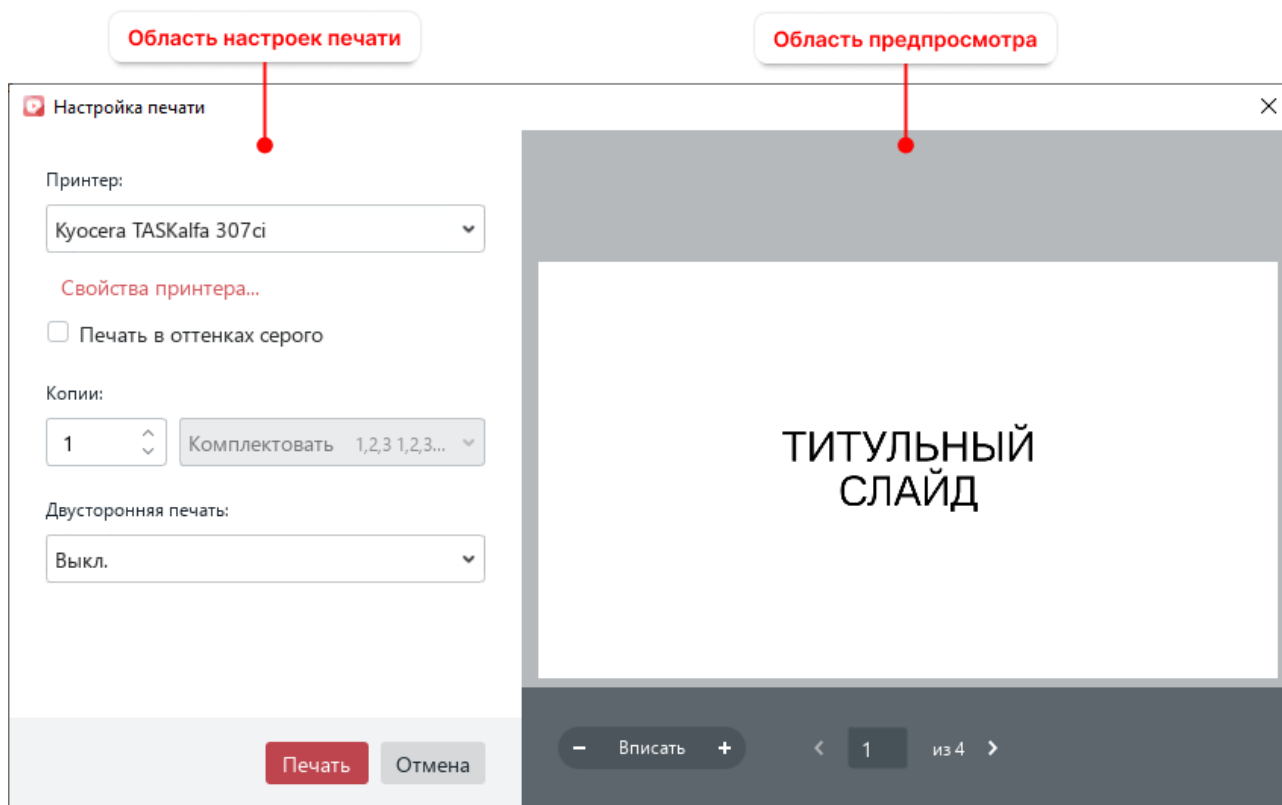 Область настроек печати
Область предпросмотра
Настройка печати
Принтер:
Kyocera TASKalfa 307ci
Свойства принтера...
Печать в оттенках серого
Копии:
1
Комплектовать 1,2,3 1,2,3...
Двусторонняя печать:
Выкл.
Печать
Отмена
ТИТУЛЬНЫЙ
СЛАЙД
− Вписать +
1 из 4